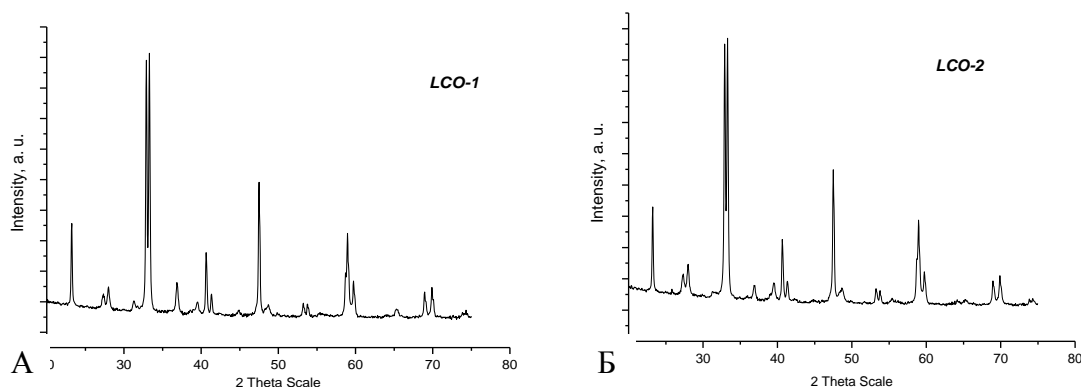 LCO-1
Intensity, a. u.
0 30 40 50 60 70 80
2 Theta Scale
А
LCO-2
Intensity, a. u.
30 40 50 60 70 80
2 Theta Scale
Б